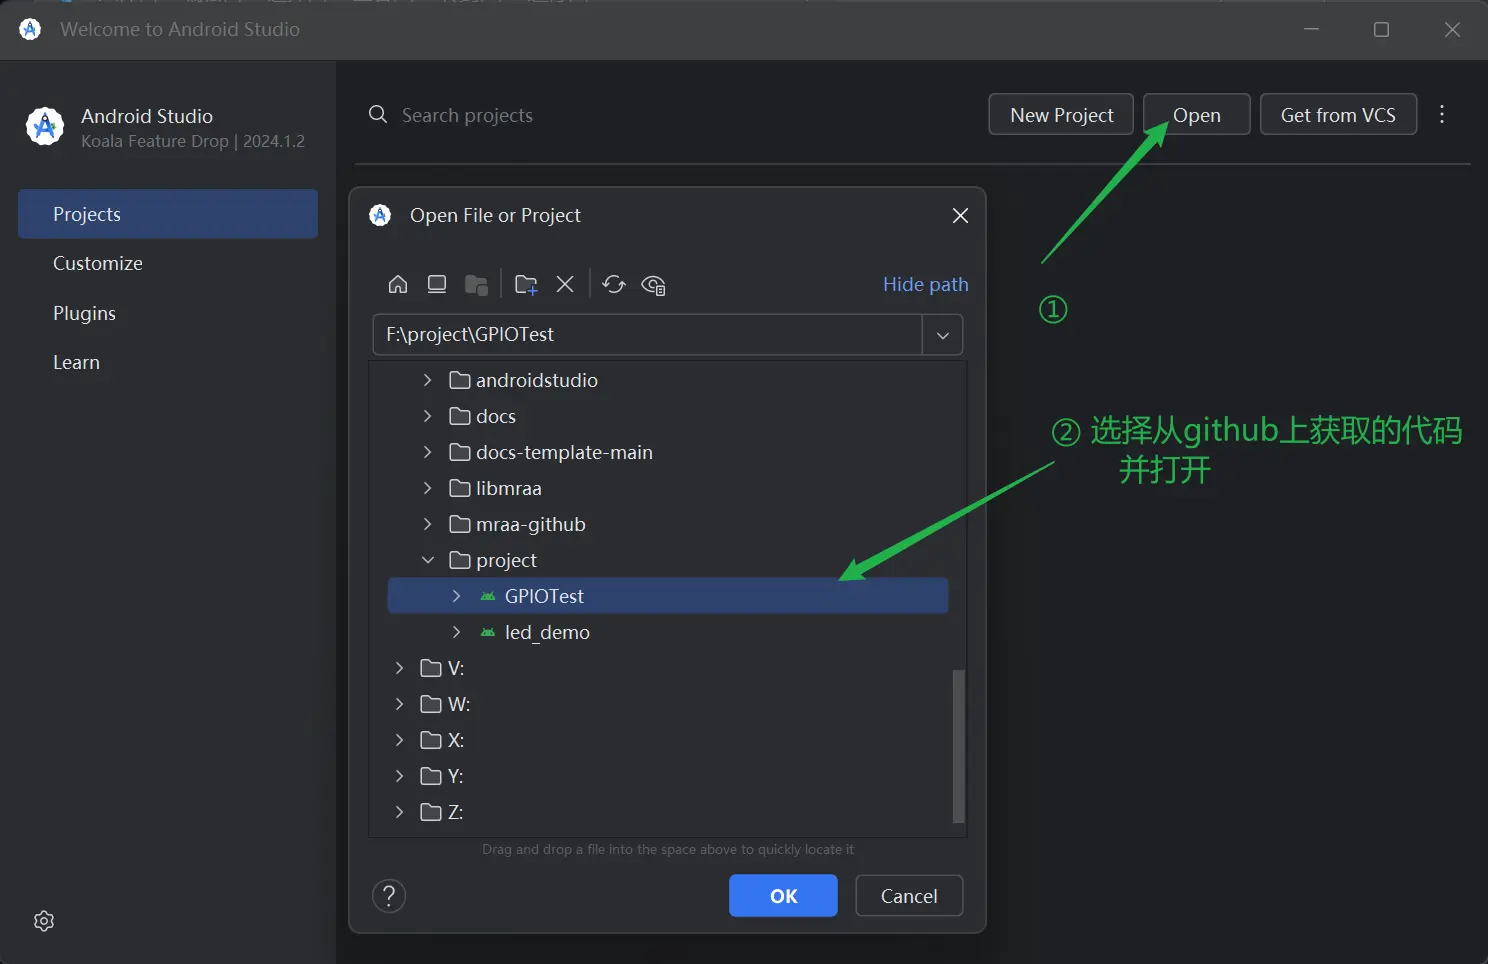 Welcome to Android Studio
Android Studio
Koala Feature Drop | 2024.1.2
Search projects
New Project
Open
Get from VCS
Projects
Customize
Plugins
Learn
Open File or Project
Hide path
F:\project\GPIOTest
androidstudio
docs
docs-template-main
libmraa
mraa-github
project
GPIOTest
led_demo
V:
W:
X:
Y:
Z:
Drag and drop a file into the space above to quickly locate it
?
OK
Cancel
①
② 选择从github上获取的代码
并打开